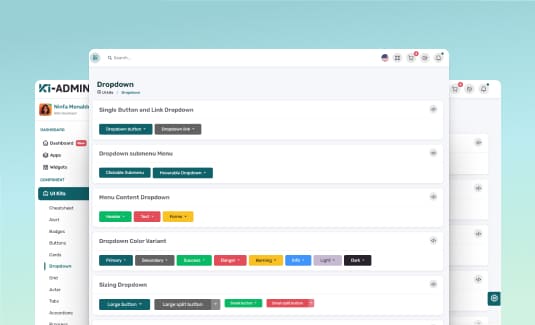 Search...
Ki-ADMIN
Dropdown
Ui Kits / Dropdown
Ninfa Monaldo
Web Developer
Single Button and Link Dropdown
Dropdown button
Dropdown link
DASHBOARD
Dashboard
New
Apps
Widgets
COMPONENT
Ui Kits
Cheatsheet
Alert
Badges
Buttons
Cards
Dropdown
Grid
Avtar
Tabs
Accordions
Dropdown submenu Menu
Clickable Submenu
Hoverable Dropdown
Menu Content Dropdown
Header
Text
Forms
Dropdown Color Variant
Primary
Secondary
Success
Danger
Warning
Info
Light
Dark
Sizing Dropdown
Large button
Large split button
Small button
Small split button